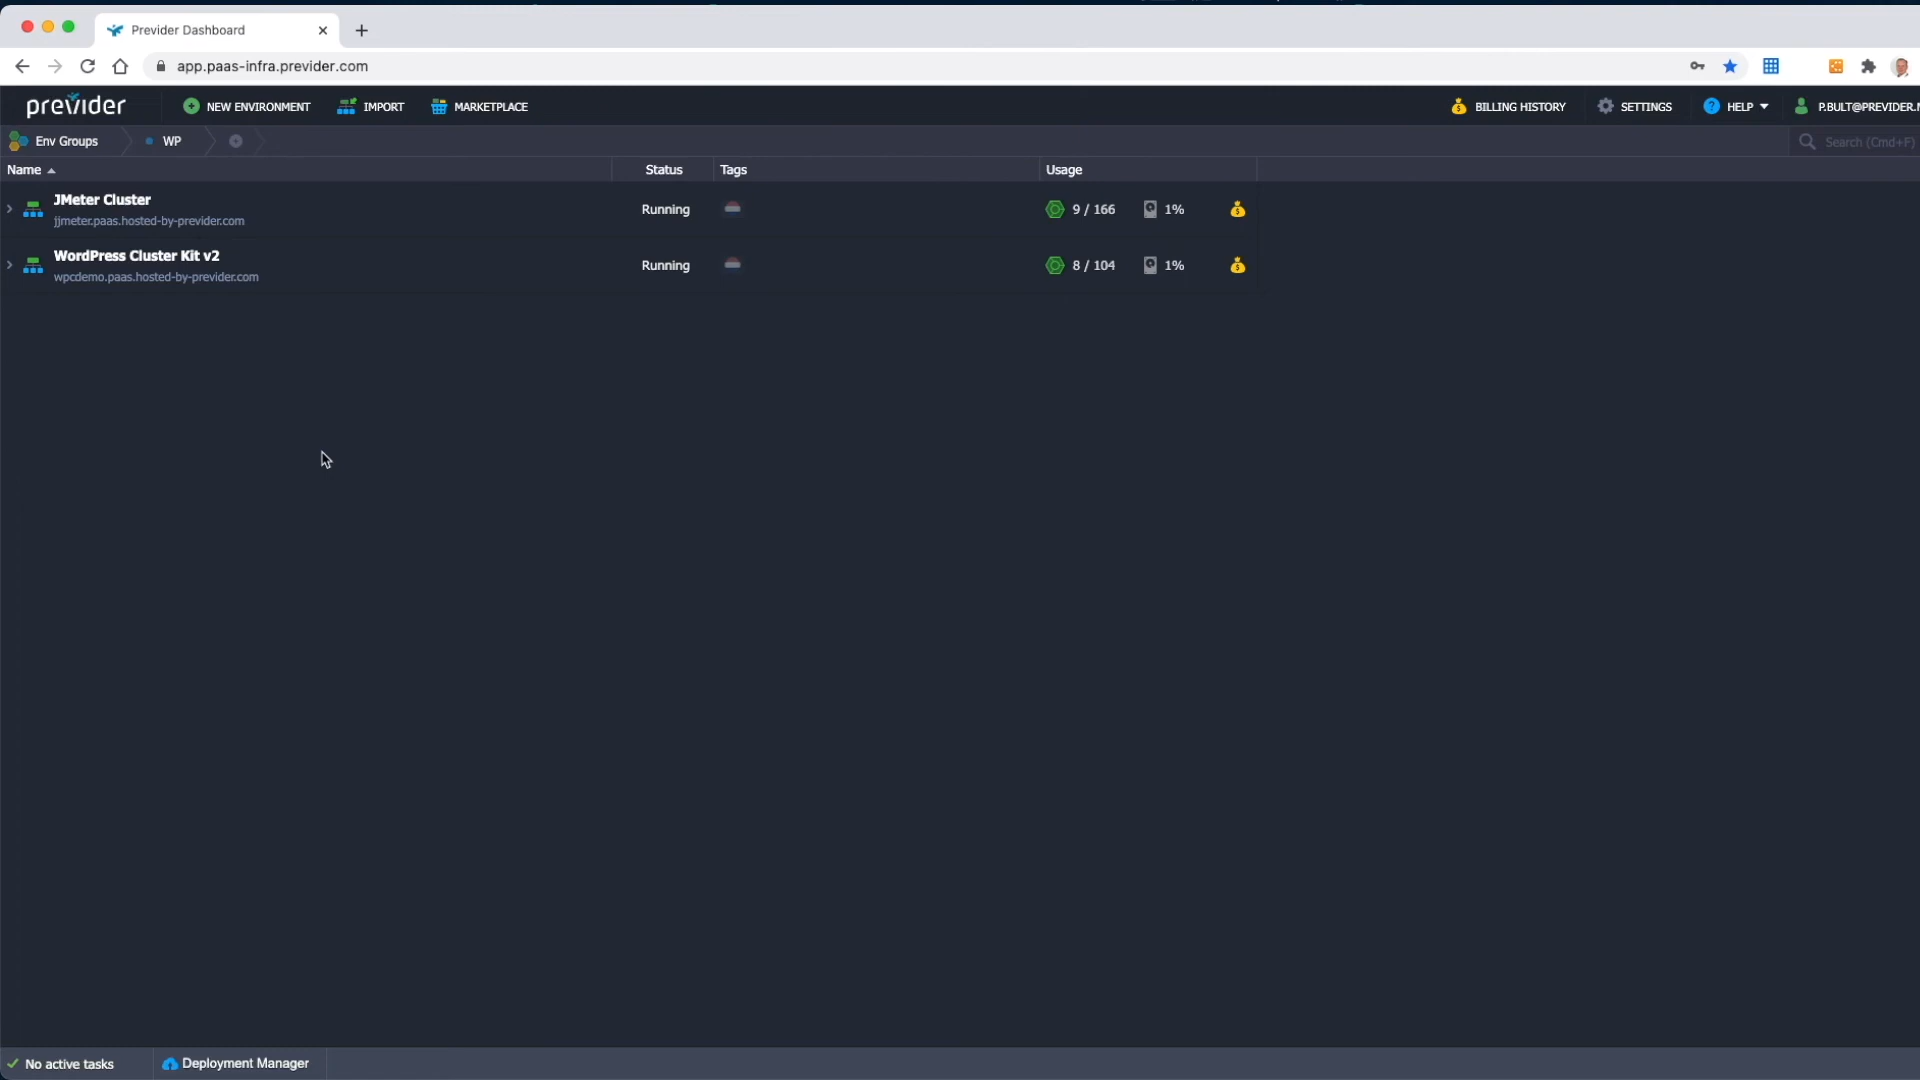 Previder Dashboard
app.paas-infra.previder.com
previder
NEW ENVIRONMENT
IMPORT
MARKETPLACE
BILLING HISTORY
SETTINGS
HELP
P.BULT@PREVIDER.
Env Groups
WP
Search (Cmd+F)
Name
Status
Tags
Usage
JMeter Cluster
jjmeter.paas.hosted-by-previder.com
Running
9 / 166
1%
WordPress Cluster Kit v2
wpcdemo.paas.hosted-by-previder.com
Running
8 / 104
1%
No active tasks
Deployment Manager